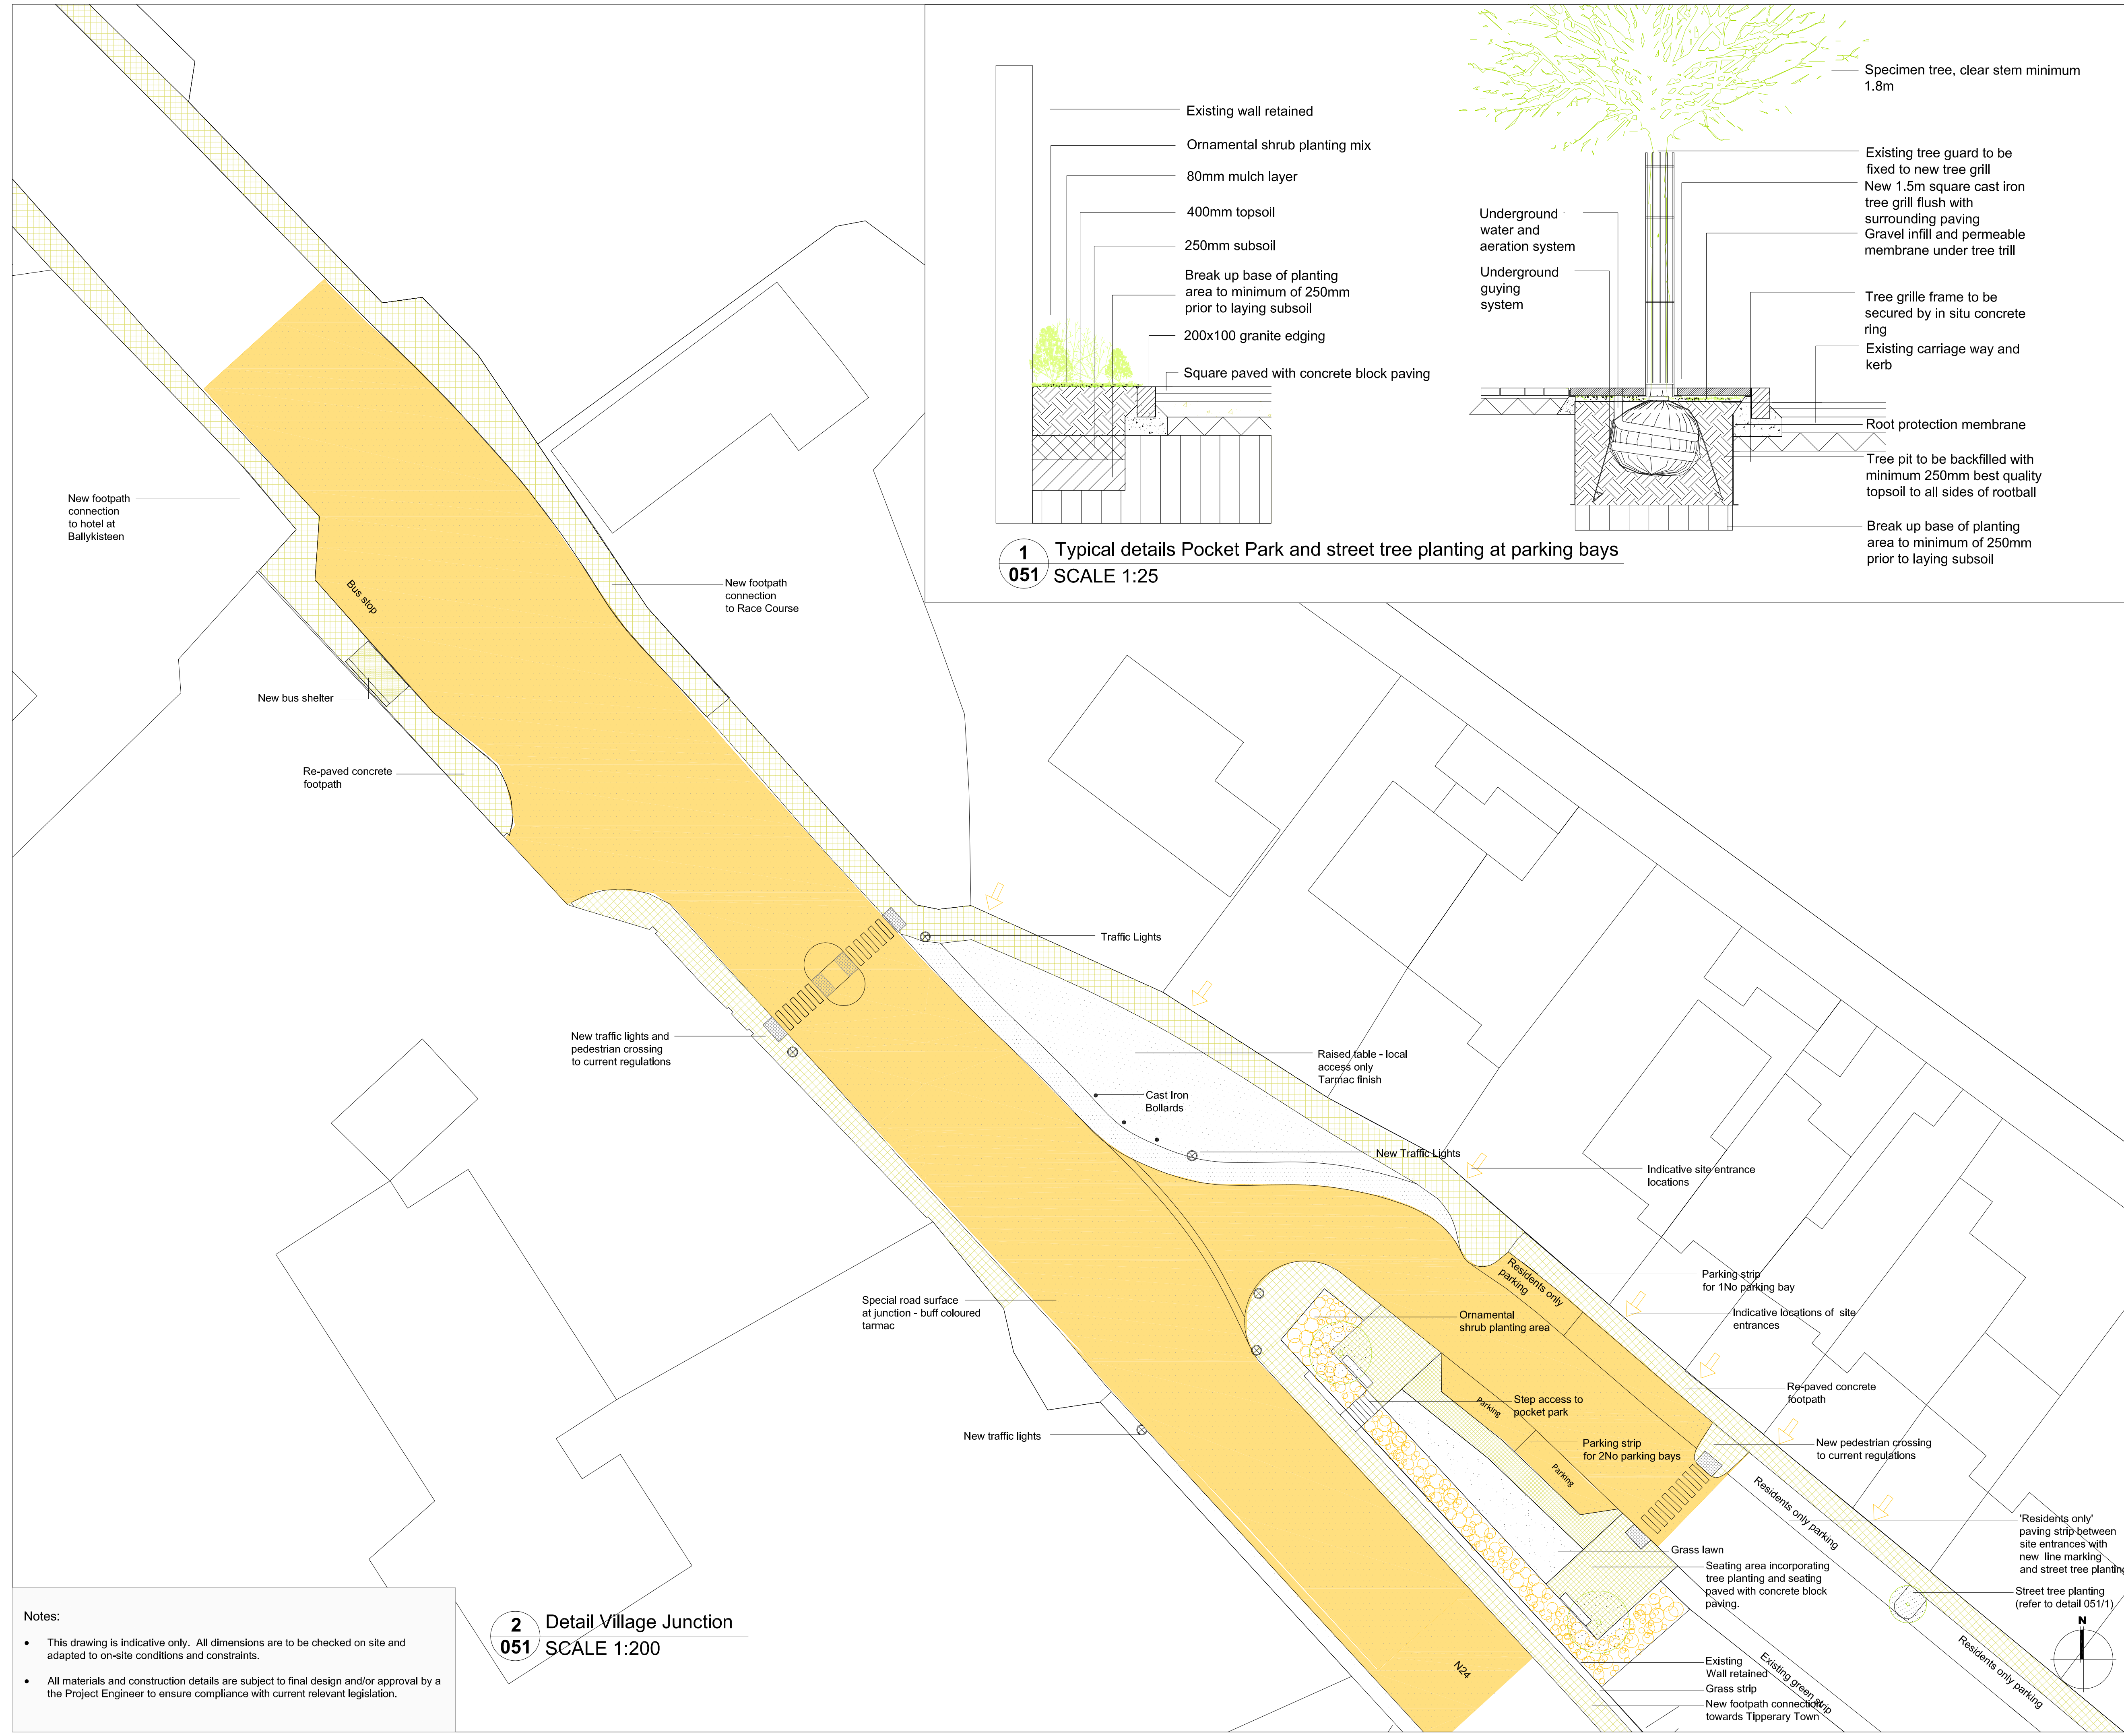 Specimen tree, clear stem minimum
1.8m
Existing wall retained
Ornamental shrub planting mix
80mm mulch layer
400mm topsoil
250mm subsoil
Break up base of planting
area to minimum of 250mm
prior to laying subsoil
200x100 granite edging
Square paved with concrete block paving
Underground
water and
aeration system
Underground
guying
system
Existing tree guard to be
fixed to new tree grill
New 1.5m square cast iron
tree grill flush with
surrounding paving
Gravel infill and permeable
membrane under tree trill
Tree grille frame to be
secured by in situ concrete
ring
Existing carriage way and
kerb
Root protection membrane
Tree pit to be backfilled with
minimum 250mm best quality
topsoil to all sides of rootball
Break up base of planting
area to minimum of 250mm
prior to laying subsoil
1
051
Typical details Pocket Park and street tree planting at parking bays
SCALE 1:25
New footpath
connection
to hotel at
Ballykisteen
Bus stop
New footpath
connection
to Race Course
New bus shelter
Re-paved concrete
footpath
Traffic Lights
New traffic lights and
pedestrian crossing
to current regulations
Raised table - local
access only
Tarmac finish
Cast Iron
Bollards
New Traffic Lights
Indicative site entrance
locations
Residents only
parking
Parking strip
for 1No parking bay
Special road surface
at junction - buff coloured
tarmac
Ornamental
shrub planting area
Indicative locations of site
entrances
Re-paved concrete
footpath
Parking
Step access to
pocket park
New traffic lights
Parking strip
for 2No parking bays
Parking
New pedestrian crossing
to current regulations
Residents only parking
'Residents only'
paving strip between
site entrances with
new line marking
and street tree planting
Grass lawn
Seating area incorporating
tree planting and seating
paved with concrete block
paving.
Street tree planting
(refer to detail 051/1)
N
Residents only parking
N24
Existing
Wall retained
Existing green strip
Grass strip
New footpath connection
towards Tipperary Town
2
051
Detail Village Junction
SCALE 1:200
Notes:
• This drawing is indicative only. All dimensions are to be checked on site and
adapted to on-site conditions and constraints.
• All materials and construction details are subject to final design and/or approval by a
the Project Engineer to ensure compliance with current relevant legislation.